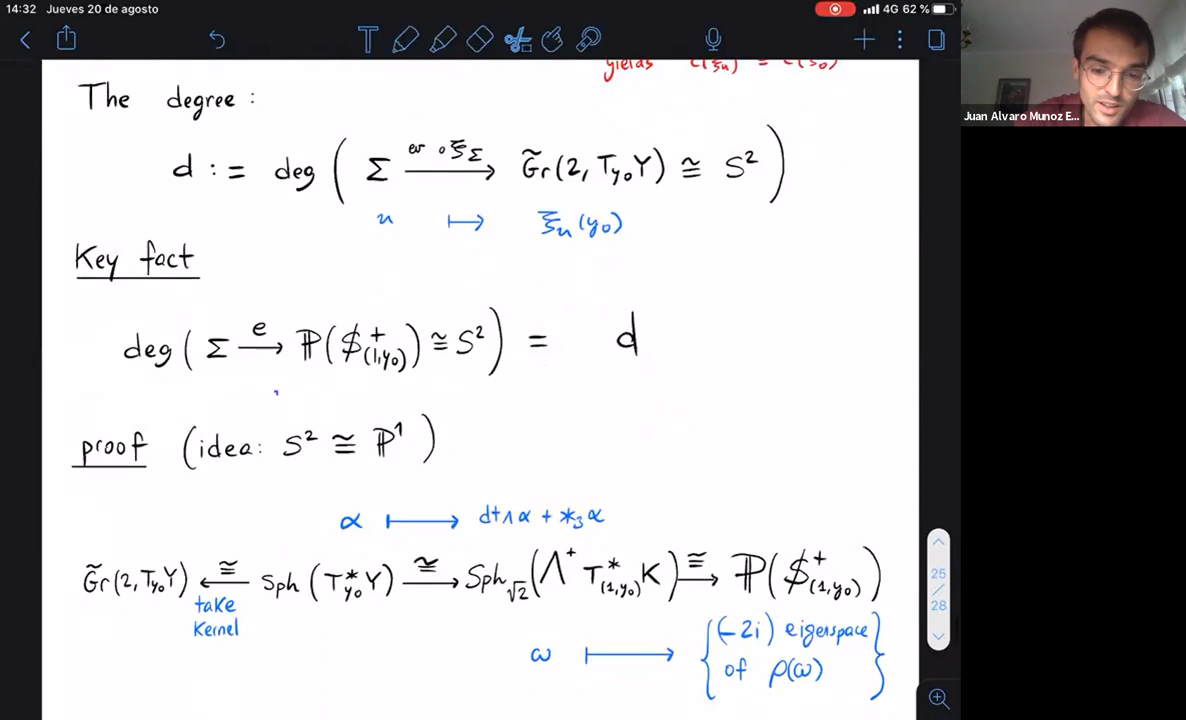 14:32 Jueves 20 de agosto
4G 62 %
Juan Alvaro Munoz E...
yields
The degree :
d := deg ( Σ ev ∘ ξ_Σ ⟶ G̃r(2, T_{y₀}Y) ≅ S² )
u ⟼ ξ_u(y₀)
Key fact
deg ( Σ e ⟶ ℙ($⁺_{(1,y₀)}) ≅ S² ) = d
proof (idea: S² ≅ ℙ¹ )
α ⟼ dt∧α + *₃α
G̃r(2, T_{y₀}Y) ≅ ⟵ Sph (T*_{y₀}Y) ≅ ⟶ Sph_{√2}(Λ⁺ T*_{(1,y₀)}K) ≅ ⟶ ℙ($⁺_{(1,y₀)})
take
kernel
ω ⟼ { (-2i) eigenspace
of ρ(ω) }
25
/
28